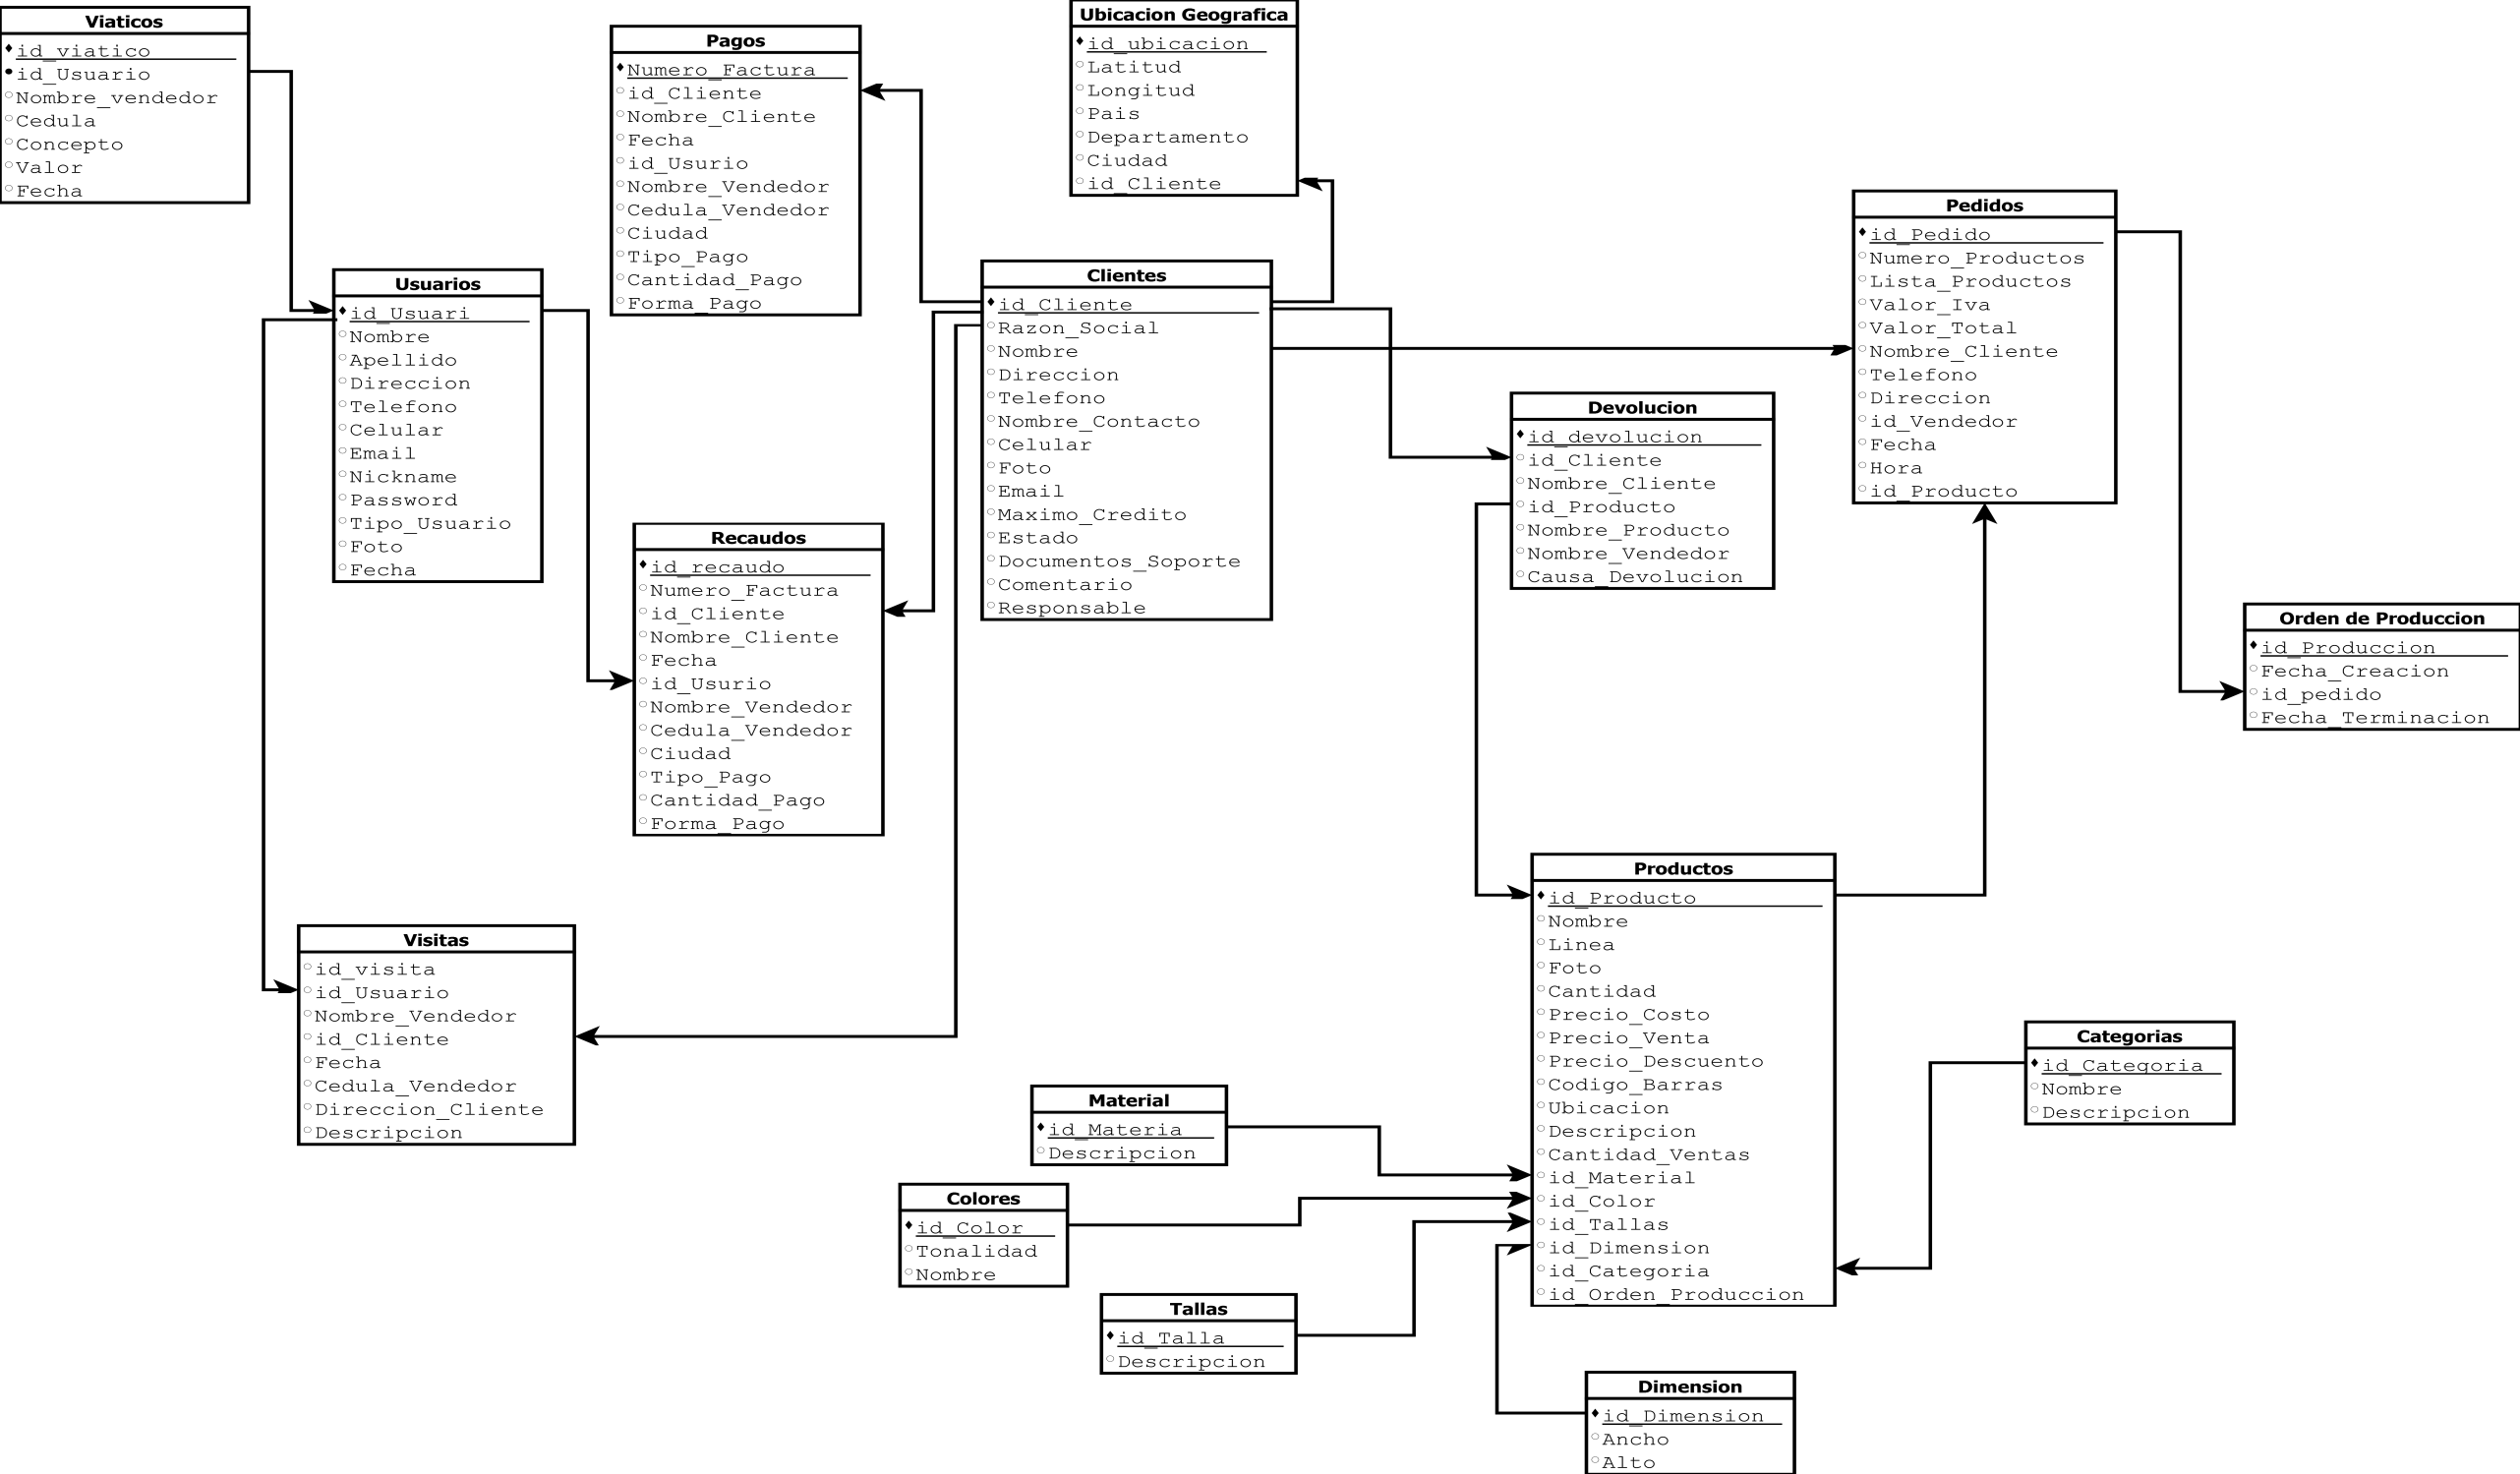 Viaticos
id_viatico
id_Usuario
Nombre_vendedor
Cedula
Concepto
Valor
Fecha
Pagos
Numero_Factura
id_Cliente
Nombre_Cliente
Fecha
id_Usurio
Nombre_Vendedor
Cedula_Vendedor
Ciudad
Tipo_Pago
Cantidad_Pago
Forma_Pago
Ubicacion Geografica
id_ubicacion
Latitud
Longitud
Pais
Departamento
Ciudad
id_Cliente
Pedidos
id_Pedido
Numero_Productos
Lista_Productos
Valor_Iva
Valor_Total
Nombre_Cliente
Telefono
Direccion
id_Vendedor
Fecha
Hora
id_Producto
Usuarios
id_Usuari
Nombre
Apellido
Direccion
Telefono
Celular
Email
Nickname
Password
Tipo_Usuario
Foto
Fecha
Clientes
id_Cliente
Razon_Social
Nombre
Direccion
Telefono
Nombre_Contacto
Celular
Foto
Email
Maximo_Credito
Estado
Documentos_Soporte
Comentario
Responsable
Devolucion
id_devolucion
id_Cliente
Nombre_Cliente
id_Producto
Nombre_Producto
Nombre_Vendedor
Causa_Devolucion
Recaudos
id_recaudo
Numero_Factura
id_Cliente
Nombre_Cliente
Fecha
id_Usurio
Nombre_Vendedor
Cedula_Vendedor
Ciudad
Tipo_Pago
Cantidad_Pago
Forma_Pago
Orden de Produccion
id_Produccion
Fecha_Creacion
id_pedido
Fecha_Terminacion
Visitas
id_visita
id_Usuario
Nombre_Vendedor
id_Cliente
Fecha
Cedula_Vendedor
Direccion_Cliente
Descripcion
Productos
id_Producto
Nombre
Linea
Foto
Cantidad
Precio_Costo
Precio_Venta
Precio_Descuento
Codigo_Barras
Ubicacion
Descripcion
Cantidad_Ventas
id_Material
id_Color
id_Tallas
id_Dimension
id_Categoria
id_Orden_Produccion
Categorias
id_Categoria
Nombre
Descripcion
Material
id_Materia
Descripcion
Colores
id_Color
Tonalidad
Nombre
Tallas
id_Talla
Descripcion
Dimension
id_Dimension
Ancho
Alto